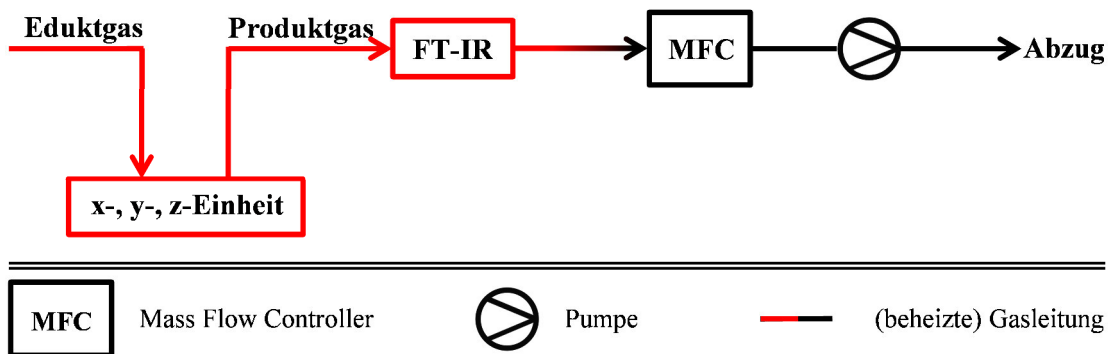 Eduktgas
Produktgas
FT-IR
MFC
Abzug
x-, y-, z-Einheit
MFC
Mass Flow Controller
Pumpe
(beheizte) Gasleitung